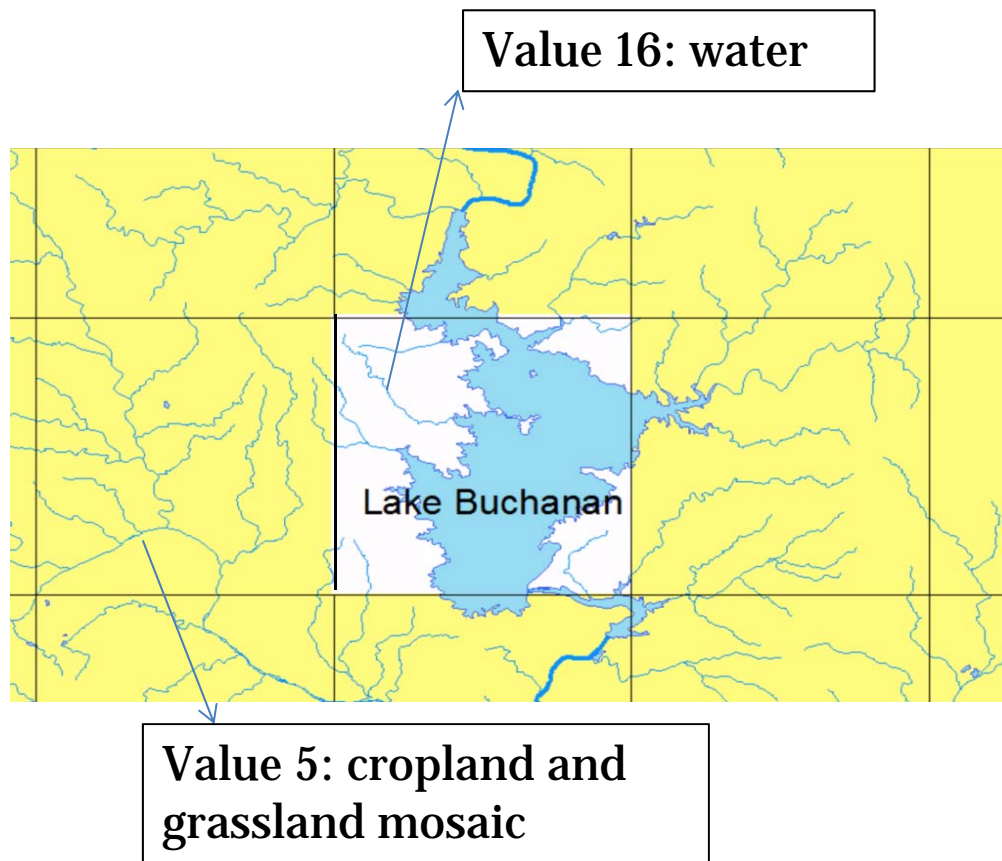 Value 16: water
Lake Buchanan
Value 5: cropland and
grassland mosaic